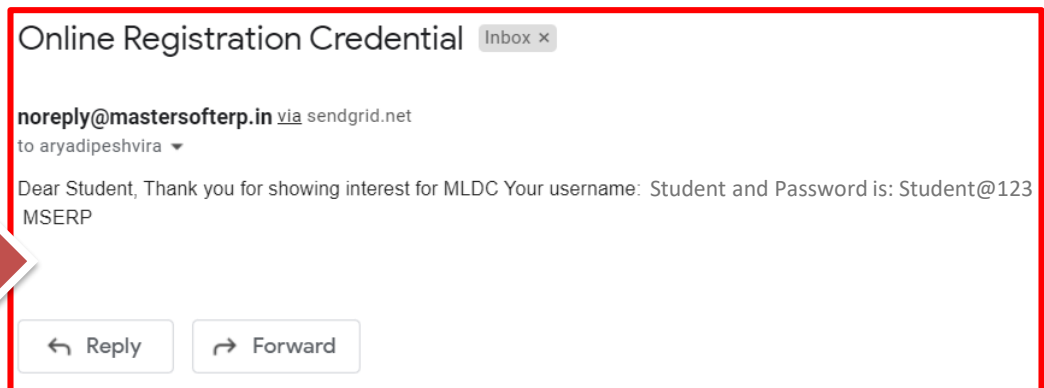 Online Registration Credential Inbox ×
noreply@mastersofterp.in via sendgrid.net
to aryadipeshvira
Dear Student, Thank you for showing interest for MLDC Your username: Student and Password is: Student@123
MSERP
Reply Forward